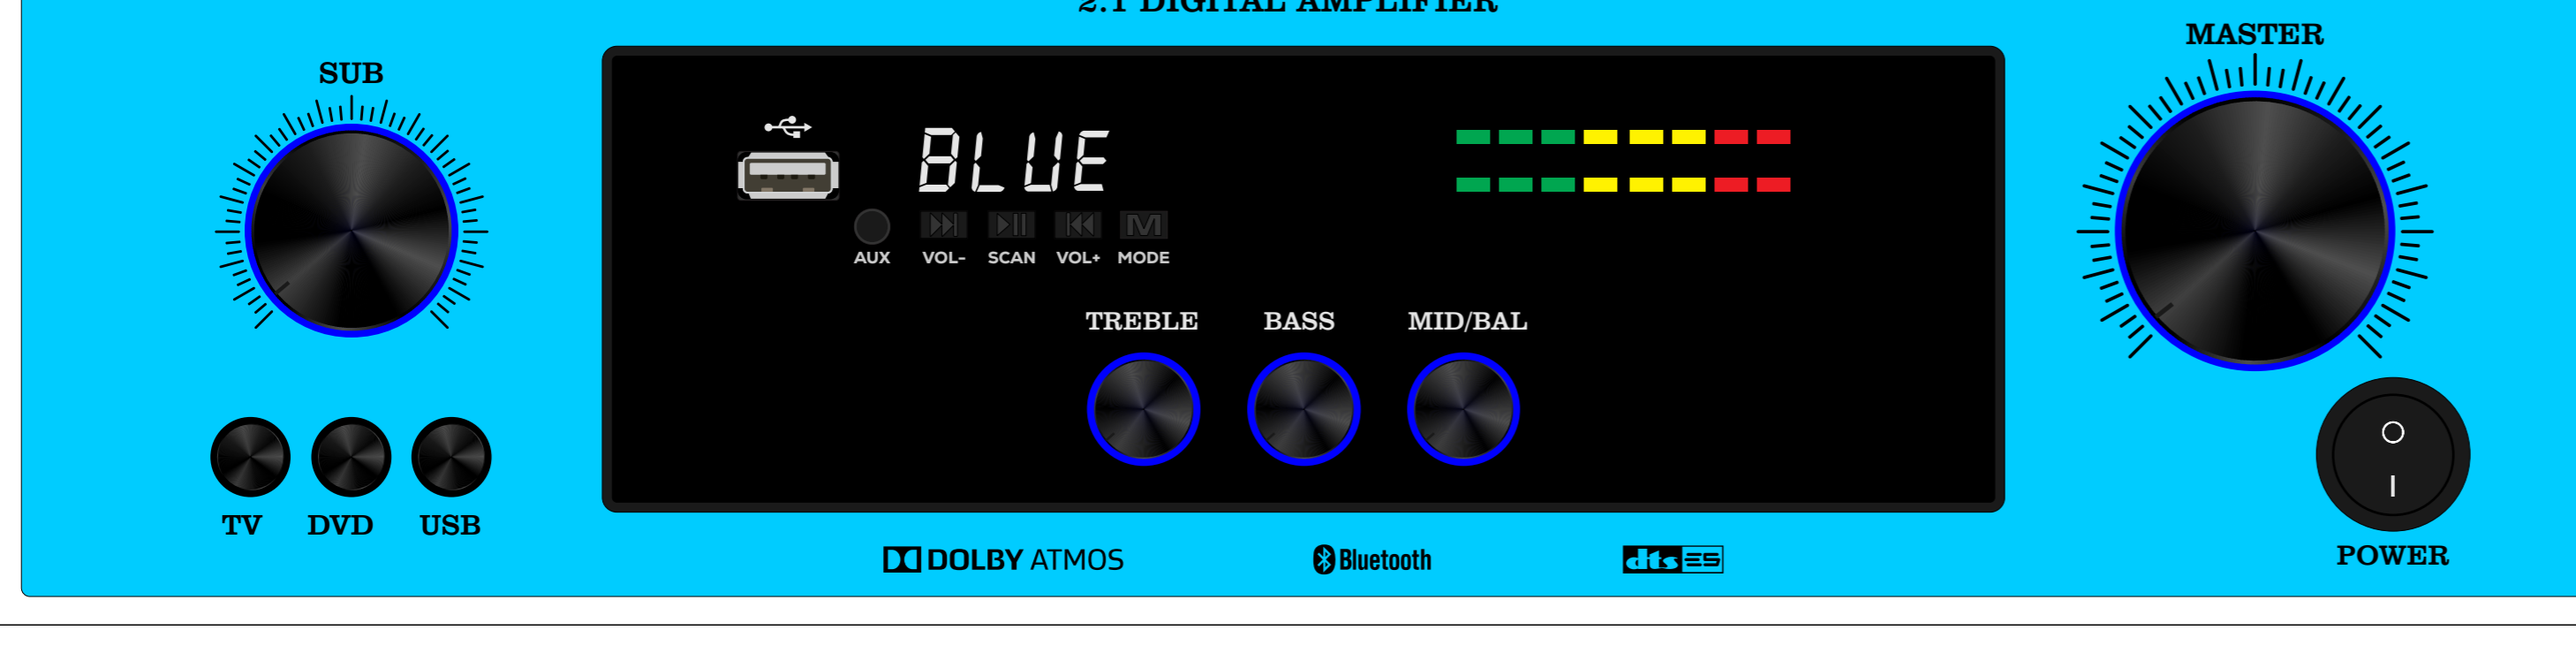 2.1 DIGITAL AMPLIFIER
MASTER
SUB
BLUE
M
AUX VOL- SCAN VOL+ MODE
TREBLE BASS MID/BAL
TV DVD USB
POWER
DOLBY ATMOS Bluetooth dts ES